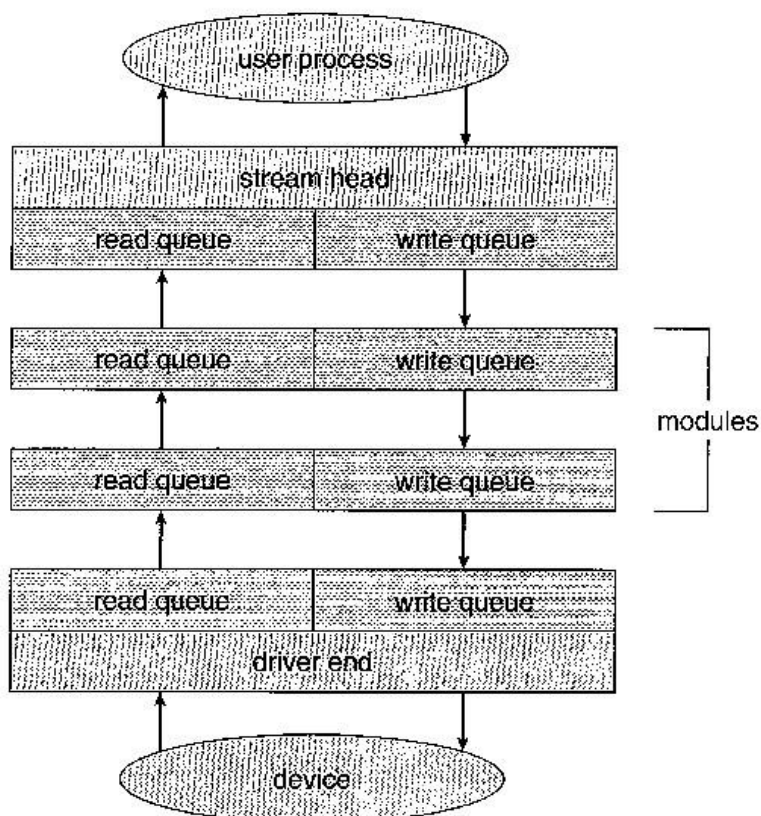 user process
stream head
read queue write queue
read queue write queue
modules
read queue write queue
read queue write queue
driver end
device